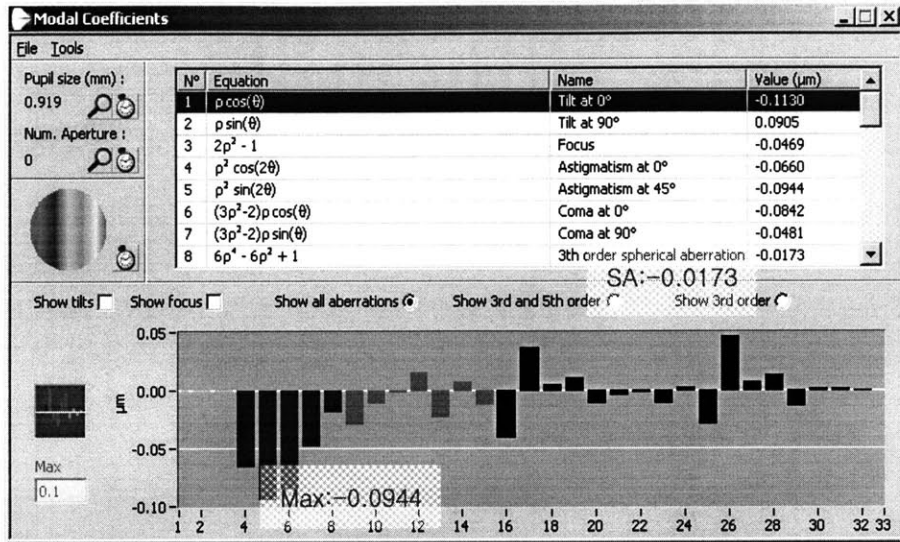 Modal Coefficients
File Tools
Pupil size (mm) :
0.919
Num. Aperture :
0
N° Equation Name Value (µm)
1 ρ cos(θ) Tilt at 0° -0.1130
2 ρ sin(θ) Tilt at 90° 0.0905
3 2ρ² - 1 Focus -0.0469
4 ρ² cos(2θ) Astigmatism at 0° -0.0660
5 ρ² sin(2θ) Astigmatism at 45° -0.0944
6 (3ρ²-2)ρ cos(θ) Coma at 0° -0.0842
7 (3ρ²-2)ρ sin(θ) Coma at 90° -0.0481
8 6ρ⁴ - 6ρ² + 1 3th order spherical aberration -0.0173
SA:-0.0173
Show tilts Show focus Show all aberrations Show 3rd and 5th order Show 3rd order
0.05
0.00
µm
-0.05
-0.10
Max
0.1
Max:-0.0944
1 2 4 6 8 10 12 14 16 18 20 22 24 26 28 30 32 33